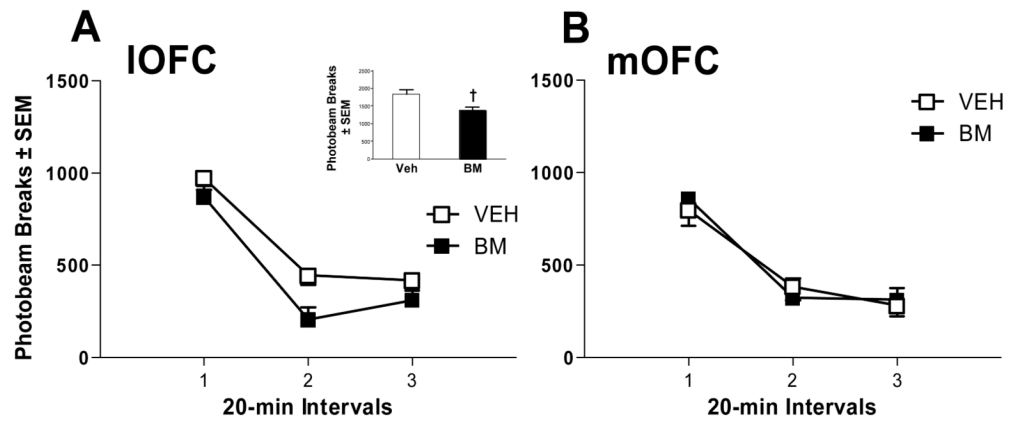 A
lOFC
Photobeam Breaks ± SEM
1500
1000
500
0
1
2
3
20-min Intervals
Photobeam Breaks
± SEM
2500
2000
1500
1000
500
0
†
Veh
BM
VEH
BM
B
mOFC
1500
1000
500
0
1
2
3
20-min Intervals
VEH
BM